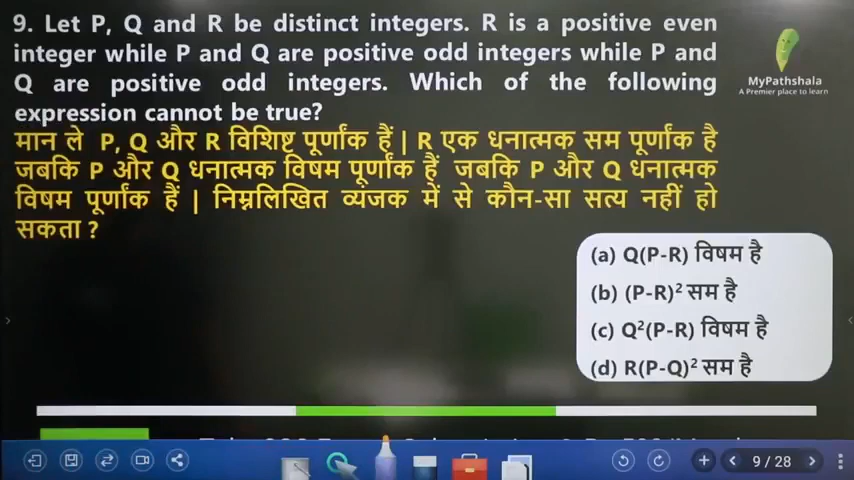 9. Let P, Q and R be distinct integers. R is a positive even
integer while P and Q are positive odd integers while P and
Q are positive odd integers. Which of the following
expression cannot be true?
मान ले P, Q और R विशिष्ट पूर्णांक हैं | R एक धनात्मक सम पूर्णांक है
जबकि P और Q धनात्मक विषम पूर्णांक हैं जबकि P और Q धनात्मक
विषम पूर्णांक हैं | निम्नलिखित व्यंजक में से कौन-सा सत्य नहीं हो
सकता ?
MyPathshala
A Premier place to learn
(a) Q(P-R) विषम है
(b) (P-R)² सम है
(c) Q²(P-R) विषम है
(d) R(P-Q)² सम है
9 / 28